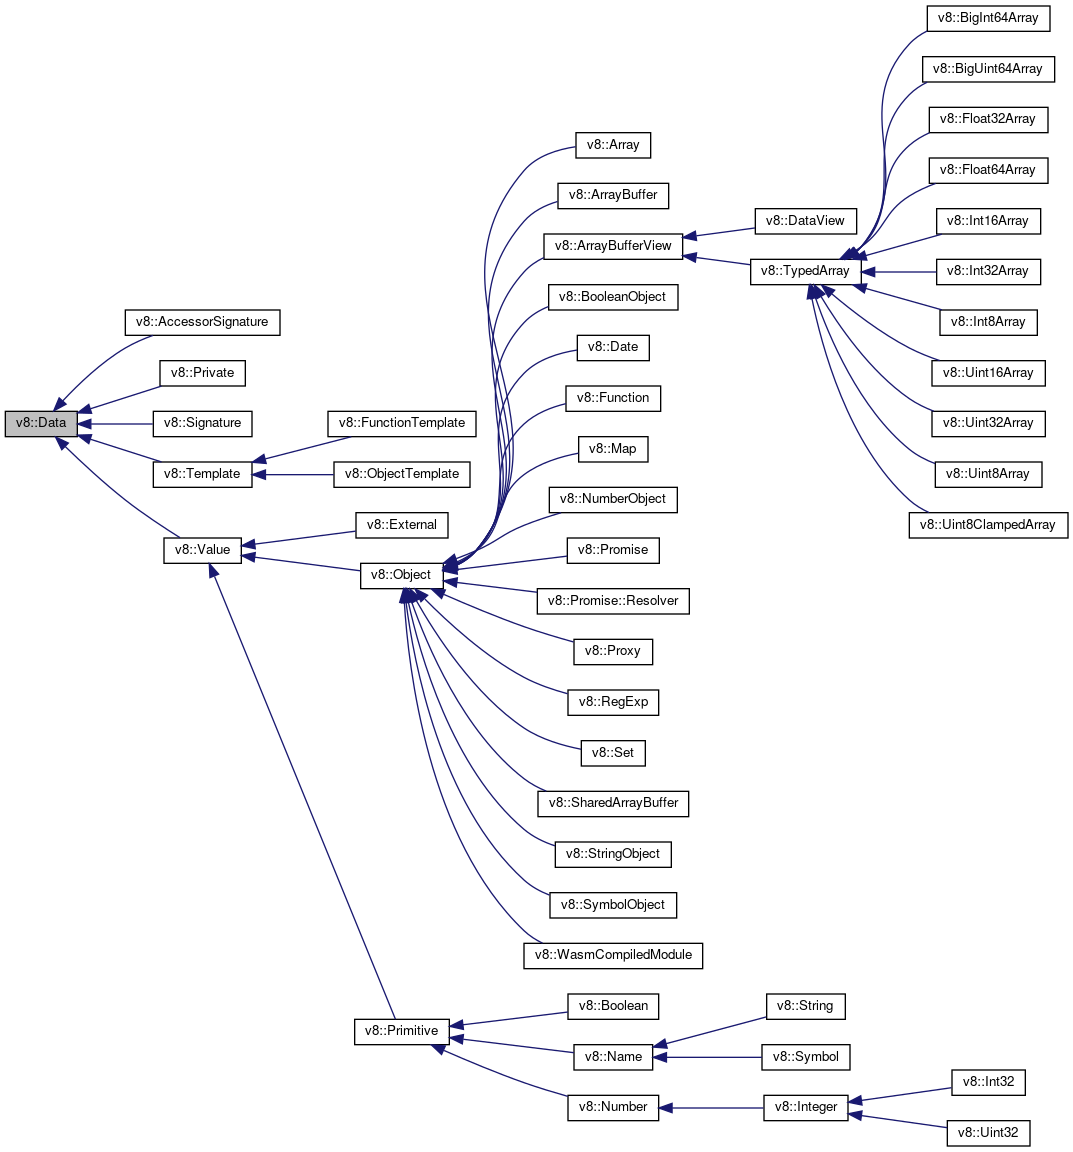 v8::BigInt64Array
v8::BigUint64Array
v8::Float32Array
v8::Array
v8::Float64Array
v8::ArrayBuffer
v8::DataView
v8::Int16Array
v8::ArrayBufferView
v8::TypedArray
v8::Int32Array
v8::BooleanObject
v8::AccessorSignature
v8::Int8Array
v8::Date
v8::Private
v8::Uint16Array
v8::Function
v8::Data
v8::Signature
v8::FunctionTemplate
v8::Uint32Array
v8::Map
v8::Template
v8::ObjectTemplate
v8::Uint8Array
v8::NumberObject
v8::External
v8::Uint8ClampedArray
v8::Value
v8::Promise
v8::Object
v8::Promise::Resolver
v8::Proxy
v8::RegExp
v8::Set
v8::SharedArrayBuffer
v8::StringObject
v8::SymbolObject
v8::WasmCompiledModule
v8::Boolean
v8::String
v8::Primitive
v8::Name
v8::Symbol
v8::Int32
v8::Number
v8::Integer
v8::Uint32